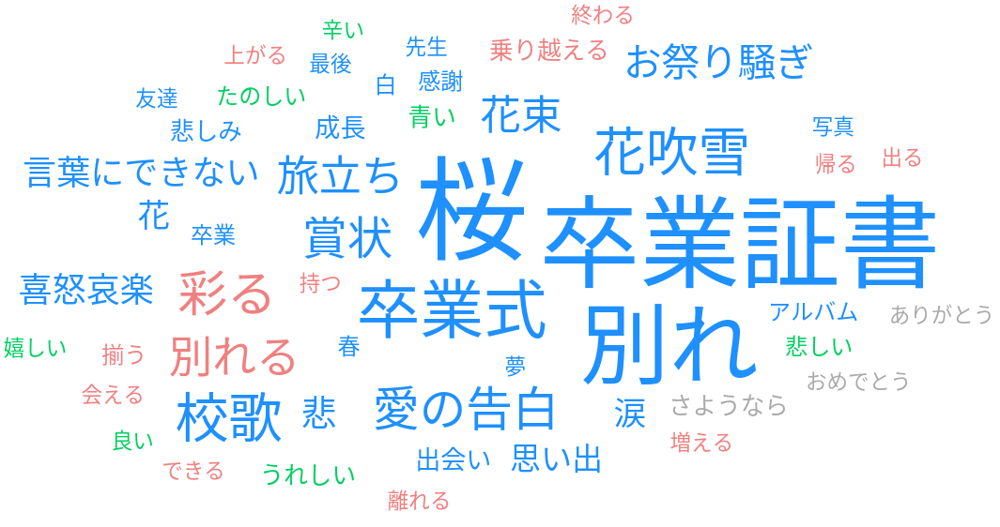 終わる
辛い
先生
乗り越える
お祭り騒ぎ
上がる
最後
白
感謝
友達
たのしい
花束
青い
悲しみ
成長
写真
花吹雪
帰る
出る
言葉にできない
旅立ち
桜
花
卒業
賞状
卒業証書
喜怒哀楽
彩る
持つ
卒業式
アルバム
ありがとう
嬉しい
揃う
別れる
春
別れ
悲しい
夢
おめでとう
会える
校歌
悲
愛の告白
涙
さようなら
良い
増える
できる
うれしい
出会い
思い出
離れる